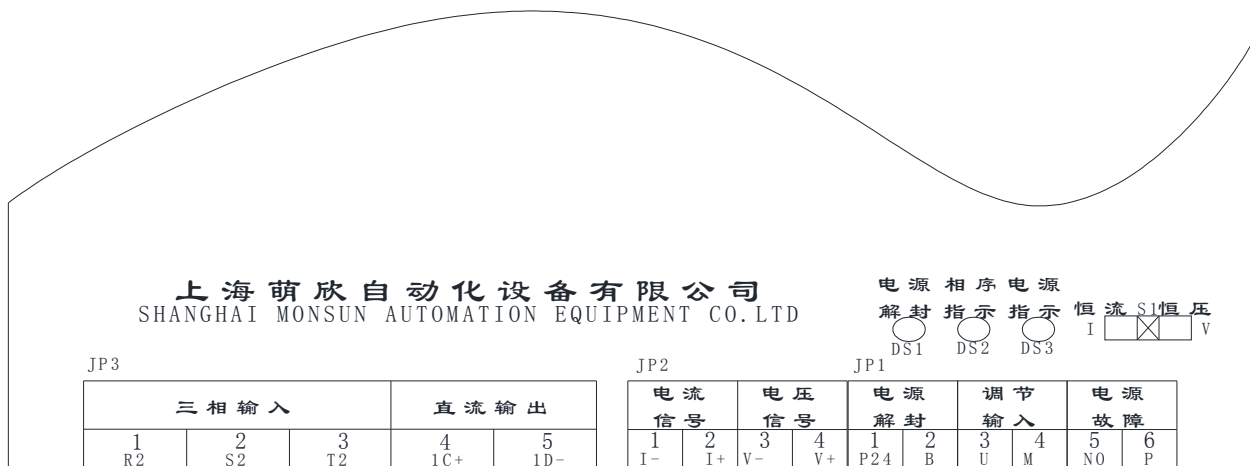 上海萌欣自动化设备有限公司
SHANGHAI MONSUN AUTOMATION EQUIPMENT CO.LTD
电源 相序 电源
解封 指示 指示 恒流 S1 恒压
I V
DS1 DS2 DS3
JP3 JP2 JP1
三相输入 直流输出
电流 电压 电源 调节 电源
信号 信号 解封 输入 故障
1 2 3 4 5 1 2 3 4 1 2 3 4 5 6
R2 S2 T2 1C+ 1D- I- I+ V- V+ P24 B U M NO P